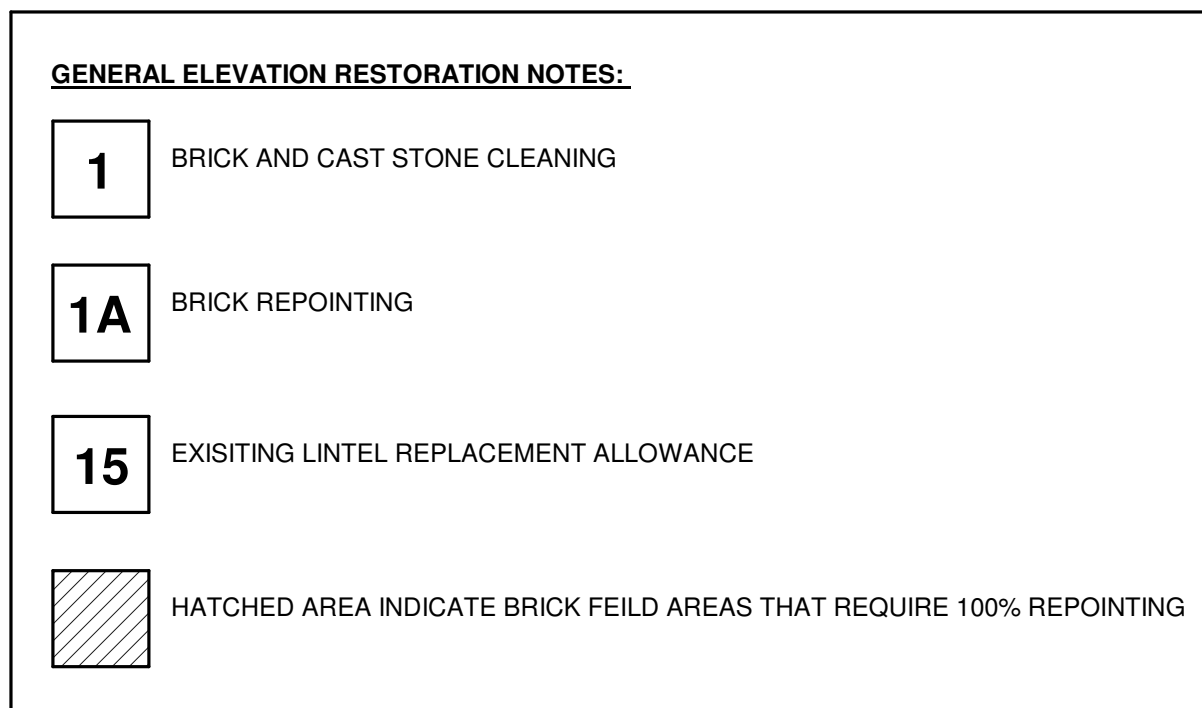 GENERAL ELEVATION RESTORATION NOTES:
1 BRICK AND CAST STONE CLEANING
1A BRICK REPOINTING
15 EXISITING LINTEL REPLACEMENT ALLOWANCE
HATCHED AREA INDICATE BRICK FEILD AREAS THAT REQUIRE 100% REPOINTING